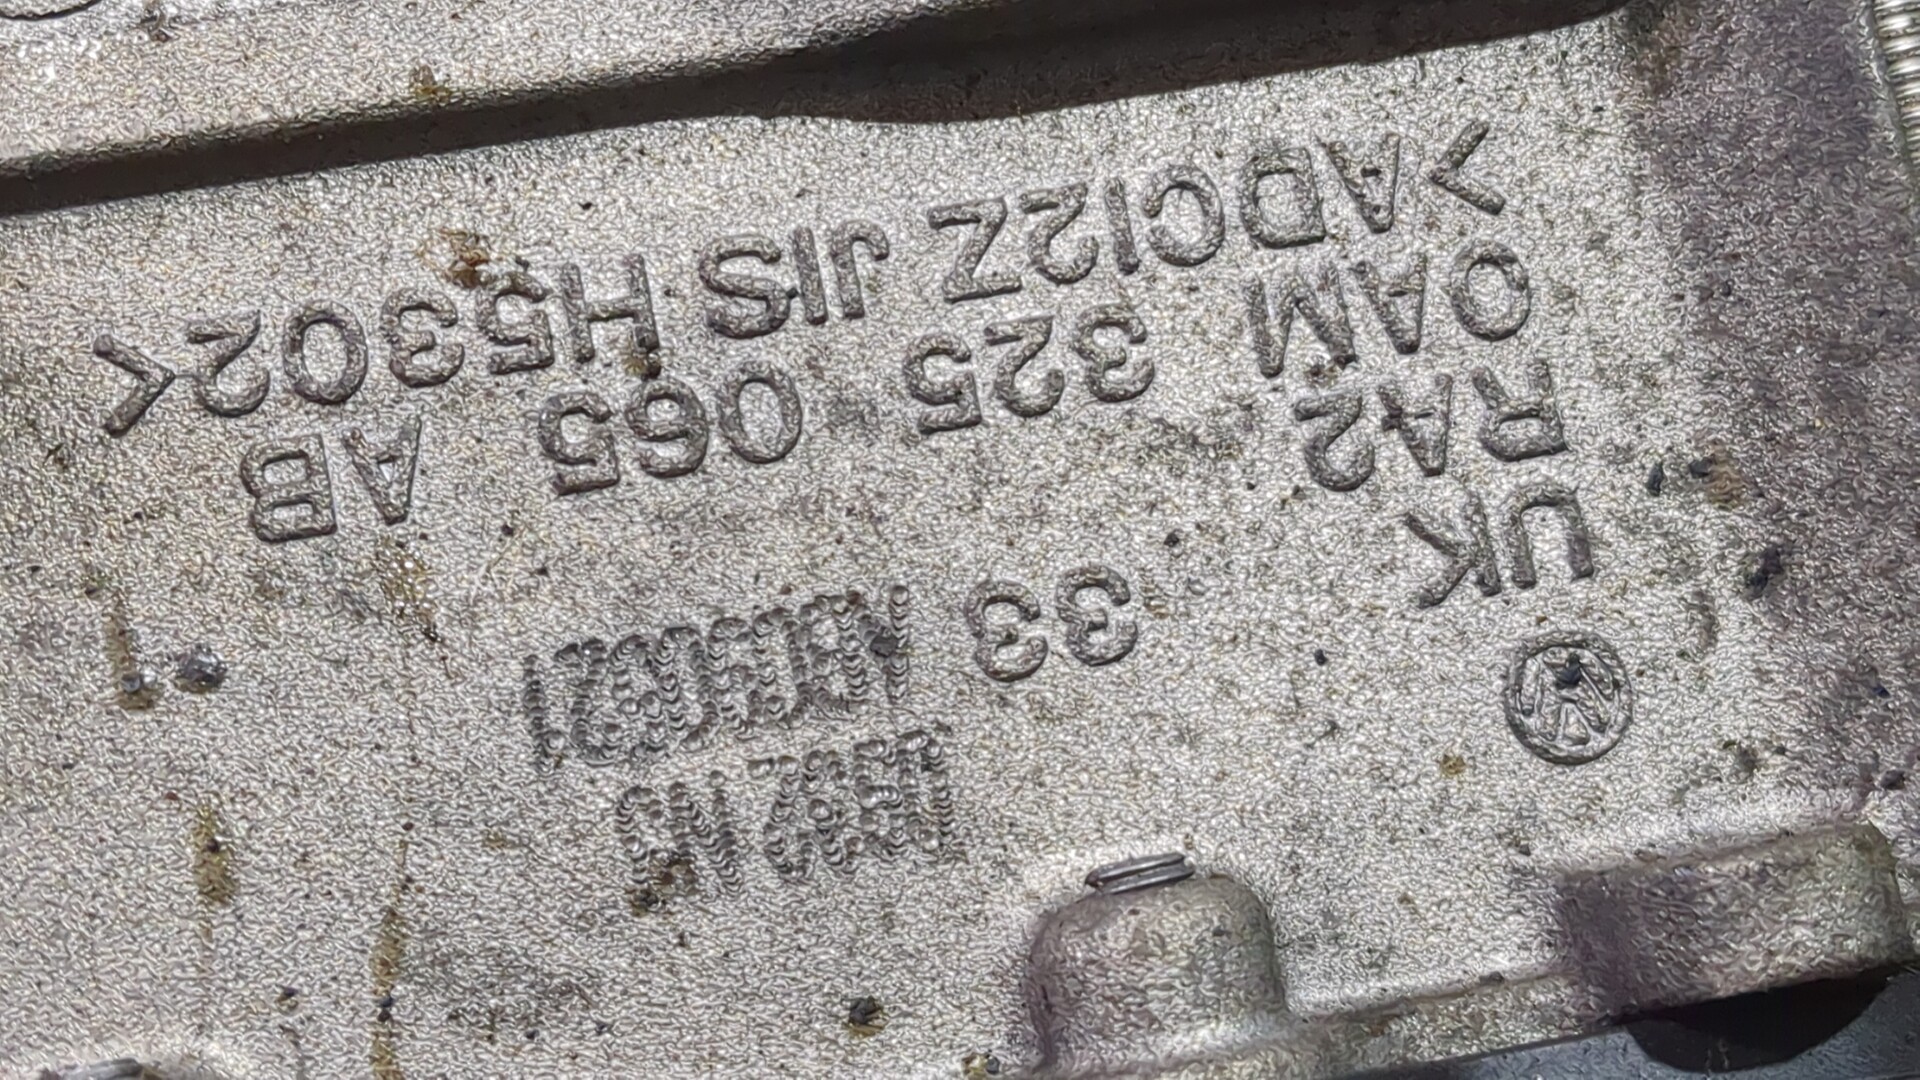 UK 33
RA2
0AM 325 065 AB
>ADC12Z JIS H5302<